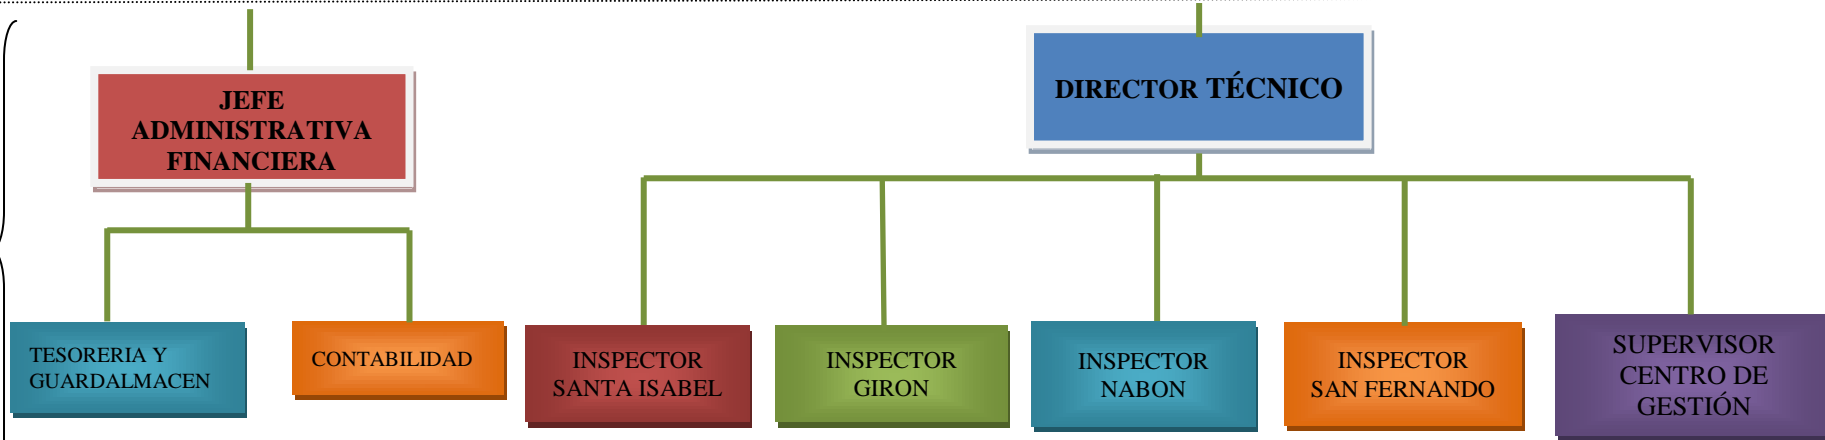 JEFE
ADMINISTRATIVA
FINANCIERA
DIRECTOR TÉCNICO
TESORERIA Y
GUARDALMACEN
CONTABILIDAD
INSPECTOR
SANTA ISABEL
INSPECTOR
GIRON
INSPECTOR
NABON
INSPECTOR
SAN FERNANDO
SUPERVISOR
CENTRO DE
GESTIÓN